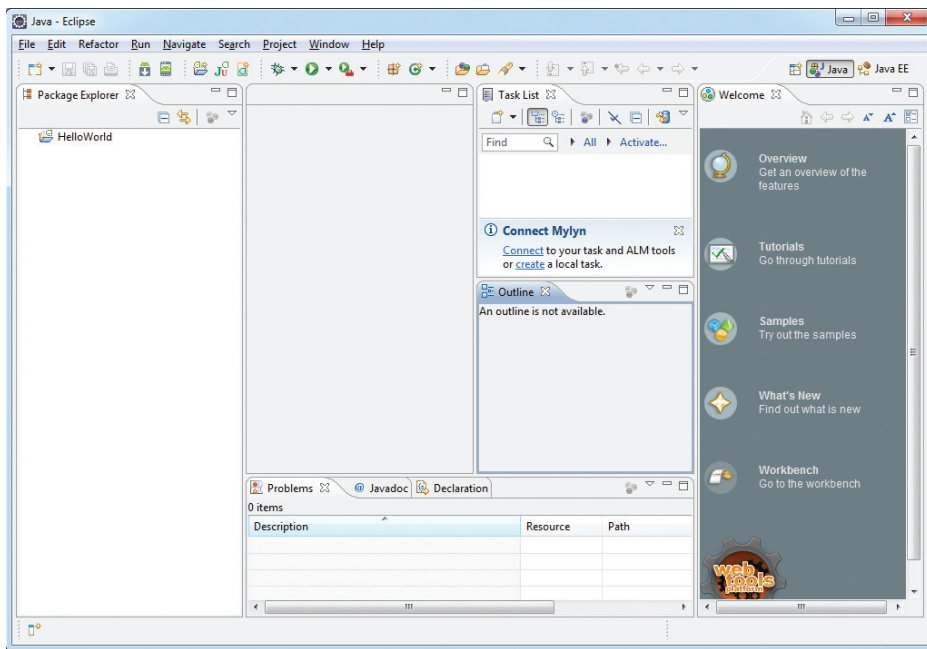 Java - Eclipse
File Edit Refactor Run Navigate Search Project Window Help
Java Java EE
Package Explorer
HelloWorld
Task List
Find All Activate...
Connect Mylyn
Connect to your task and ALM tools
or create a local task.
Outline
An outline is not available.
Problems @ Javadoc Declaration
0 items
Description Resource Path
Welcome
Overview
Get an overview of the
features
Tutorials
Go through tutorials
Samples
Try out the samples
What's New
Find out what is new
Workbench
Go to the workbench
web
tools
platform